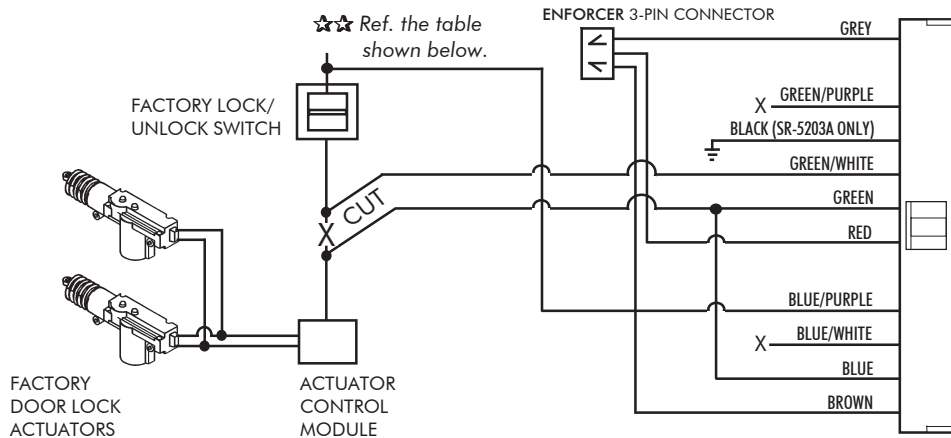 ☆☆ Ref. the table
shown below.
ENFORCER 3-PIN CONNECTOR
GREY
FACTORY LOCK/
UNLOCK SWITCH
X
GREEN/PURPLE
BLACK (SR-5203A ONLY)
GREEN/WHITE
CUT
X
GREEN
RED
BLUE/PURPLE
X
BLUE/WHITE
BLUE
BROWN
FACTORY
DOOR LOCK
ACTUATORS
ACTUATOR
CONTROL
MODULE